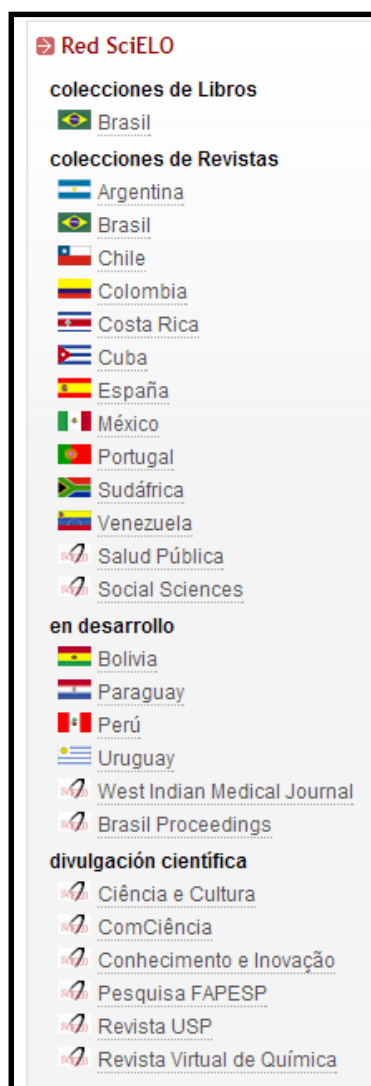 Red SciELO
colecciones de Libros
Brasil
colecciones de Revistas
Argentina
Brasil
Chile
Colombia
Costa Rica
Cuba
España
México
Portugal
Sudáfrica
Venezuela
Salud Pública
Social Sciences
en desarrollo
Bolivia
Paraguay
Perú
Uruguay
West Indian Medical Journal
Brasil Proceedings
divulgación científica
Ciência e Cultura
ComCiência
Conhecimento e Inovação
Pesquisa FAPESP
Revista USP
Revista Virtual de Química